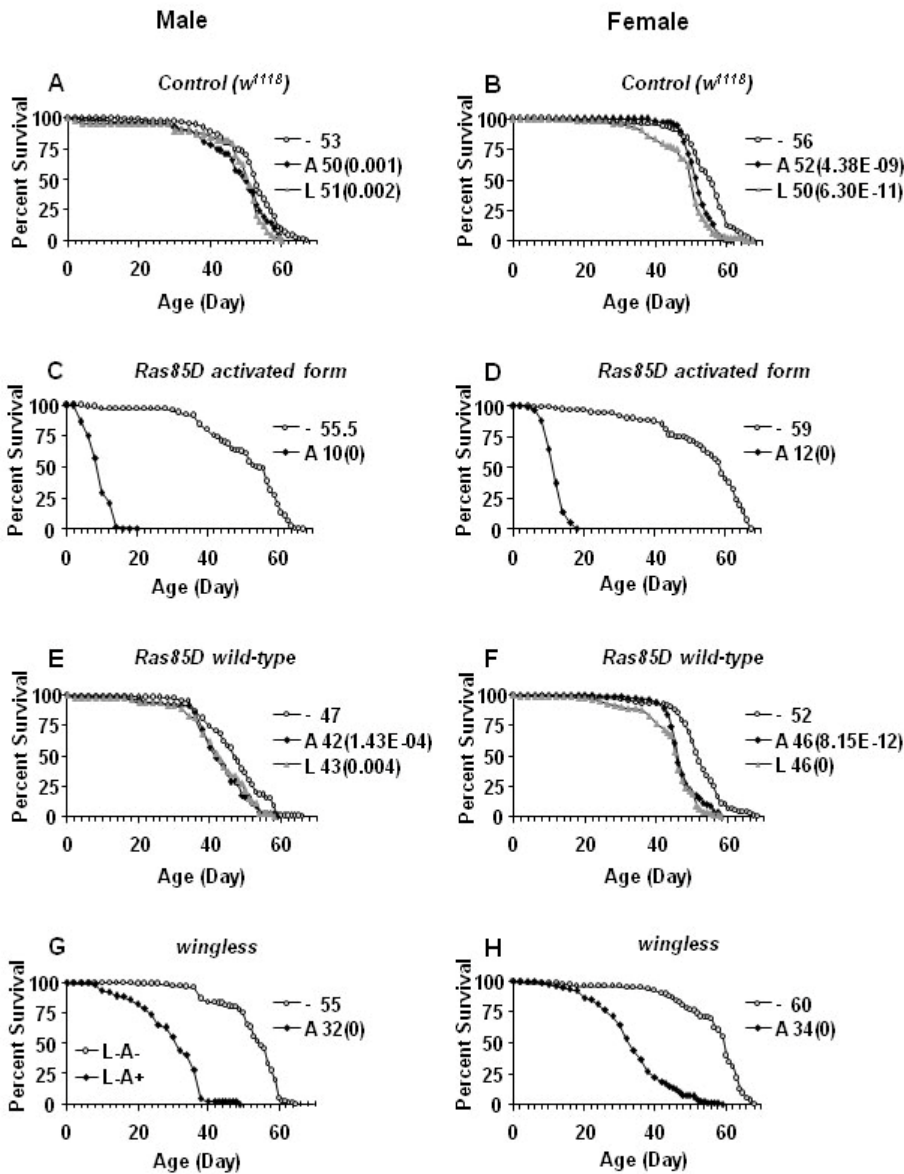 Male
Female
A
Control (w1118)
Percent Survival
100
75
50
25
0
0 20 40 60
Age (Day)
- 53
A 50(0.001)
L 51(0.002)
B
Control (w1118)
Percent Survival
100
75
50
25
0
0 20 40 60
Age (Day)
- 56
A 52(4.38E-09)
L 50(6.30E-11)
C
Ras85D activated form
Percent Survival
100
75
50
25
0
0 20 40 60
Age (Day)
- 55.5
A 10(0)
D
Ras85D activated form
Percent Survival
100
75
50
25
0
0 20 40 60
Age (Day)
- 59
A 12(0)
E
Ras85D wild-type
Percent Survival
100
75
50
25
0
0 20 40 60
Age (Day)
- 47
A 42(1.43E-04)
L 43(0.004)
F
Ras85D wild-type
Percent Survival
100
75
50
25
0
0 20 40 60
Age (Day)
- 52
A 46(8.15E-12)
L 46(0)
G
wingless
Percent Survival
100
75
50
25
0
0 20 40 60
Age (Day)
- 55
A 32(0)
L-A-
L-A+
H
wingless
Percent Survival
100
75
50
25
0
0 20 40 60
Age (Day)
- 60
A 34(0)